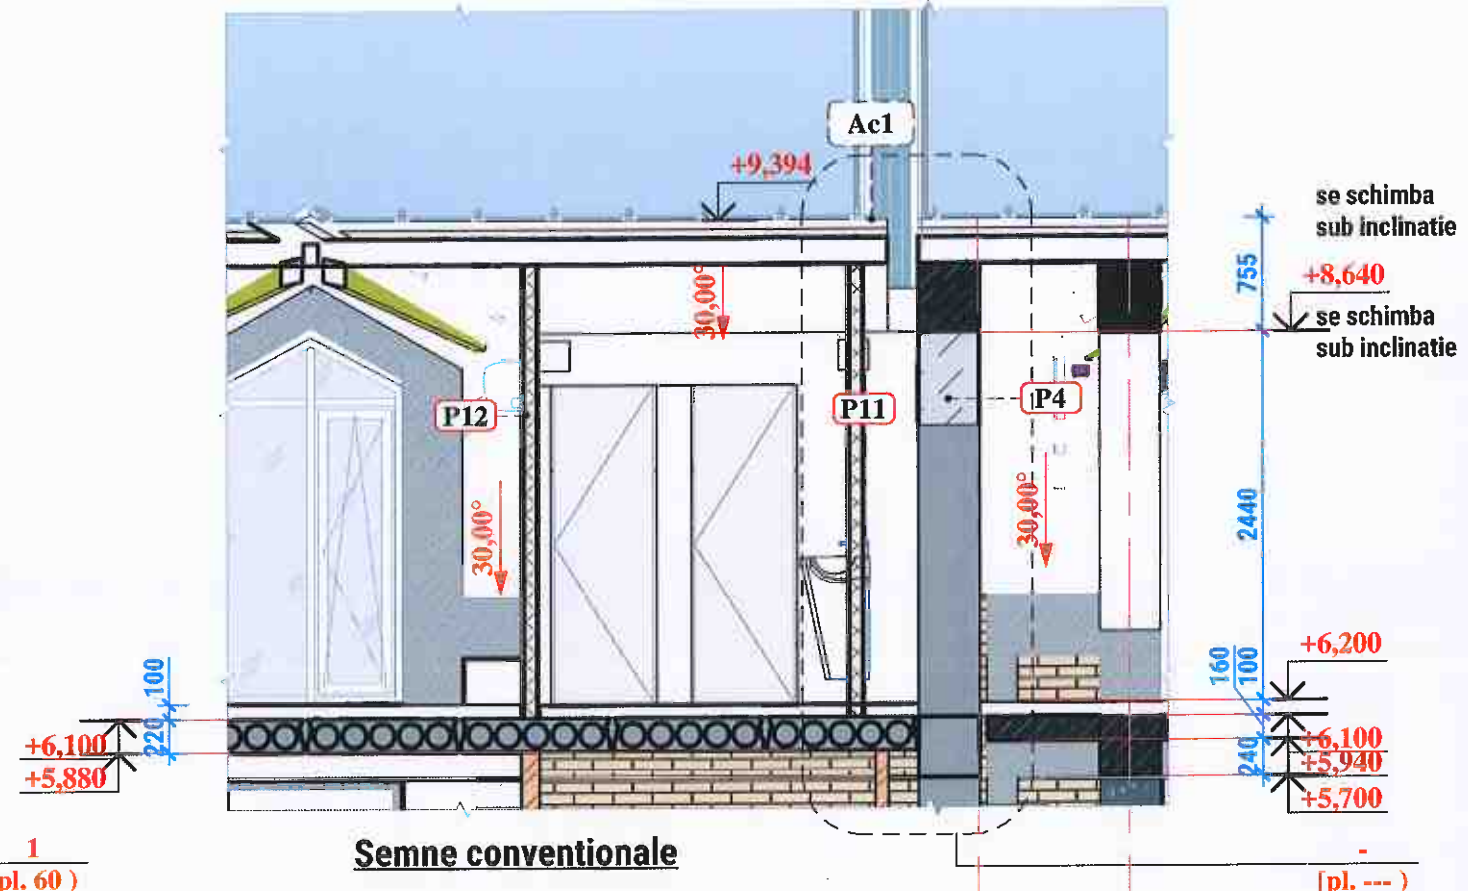 Ac1
+9,394
se schimba
sub inclinatie
755
+8,640
se schimba
sub inclinatie
30,00°
P12
P11
P4
30,00°
30,00°
2440
+6,200
160
100
100
220
+6,100
+5,880
+6,100
+5,940
240
+5,700
Semne conventionale
1
pl. 60 )
-
[pl. --- )